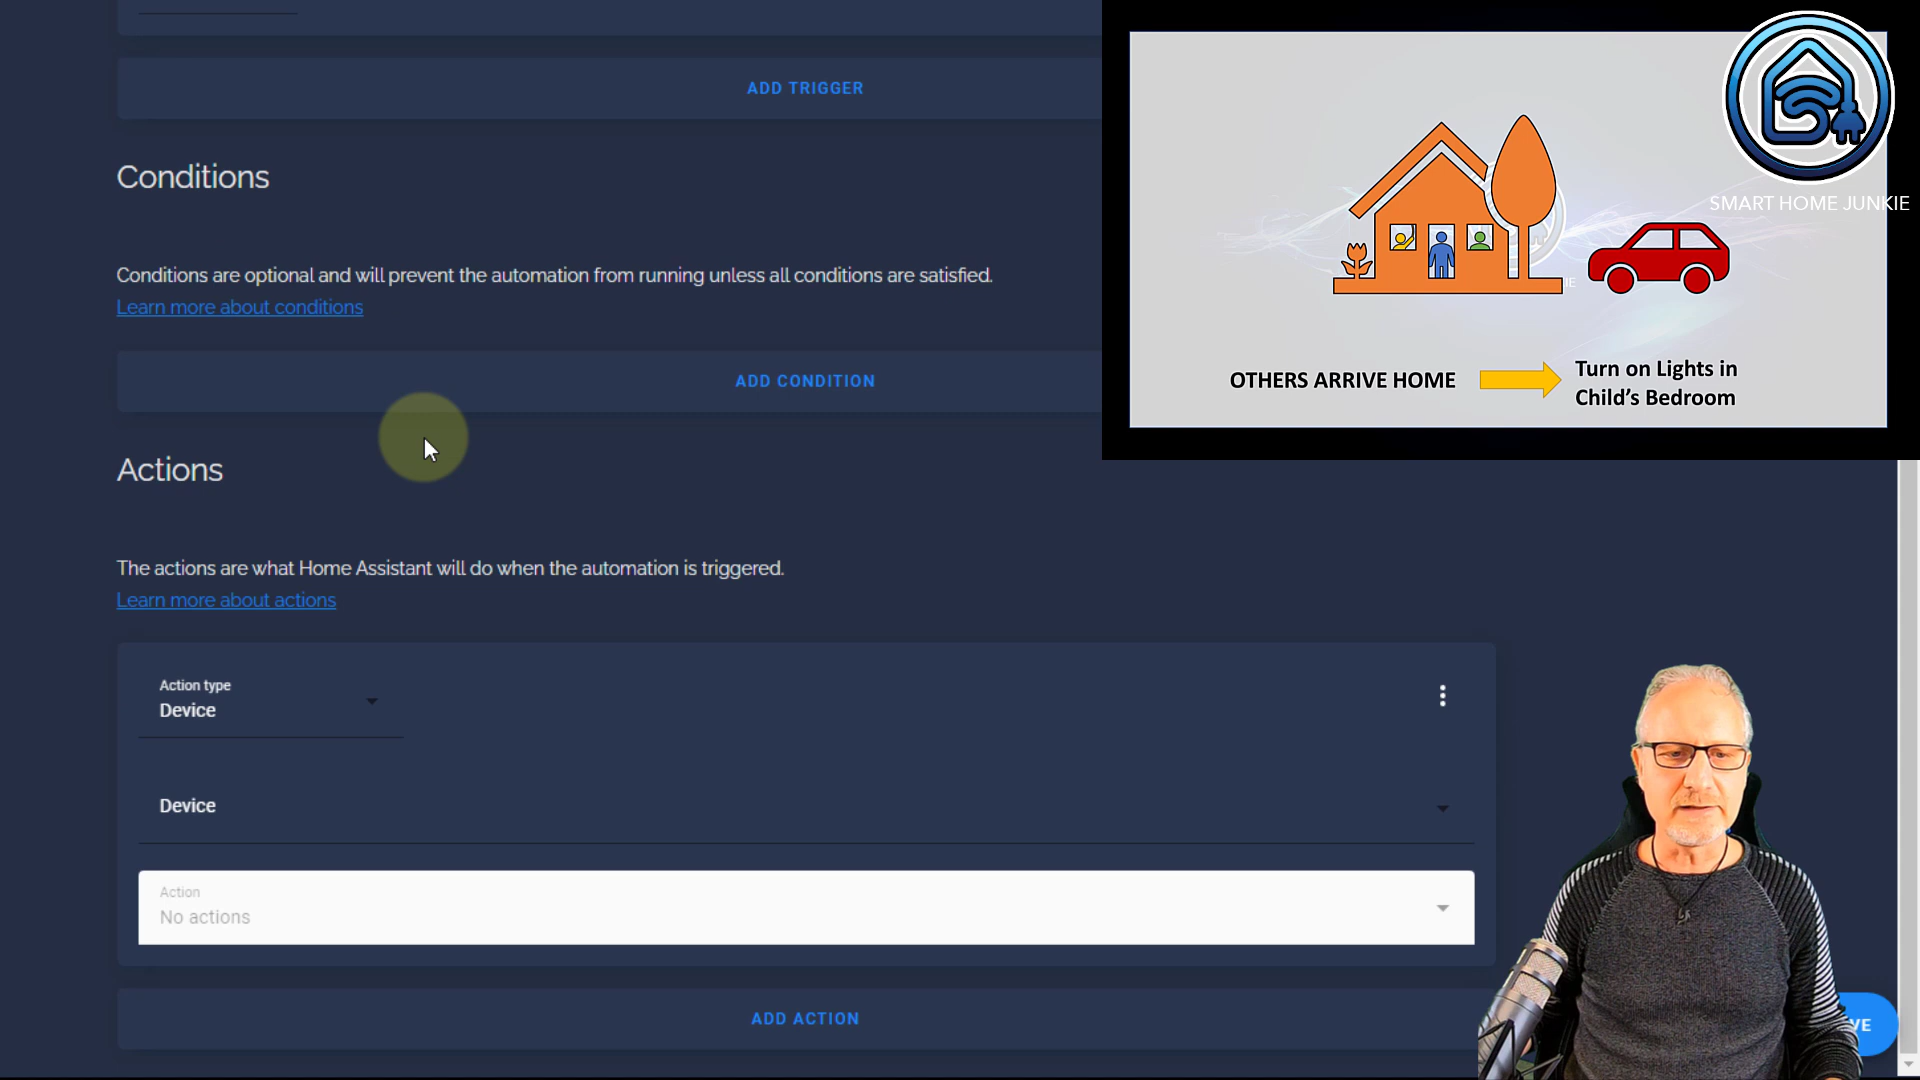 ADD TRIGGER
Conditions
Conditions are optional and will prevent the automation from running unless all conditions are satisfied.
Learn more about conditions
ADD CONDITION
Actions
The actions are what Home Assistant will do when the automation is triggered.
Learn more about actions
Action type
Device
Device
Action
No actions
ADD ACTION
VE
SMART HOME JUNKIE
IE
OTHERS ARRIVE HOME
Turn on Lights in
Child's Bedroom